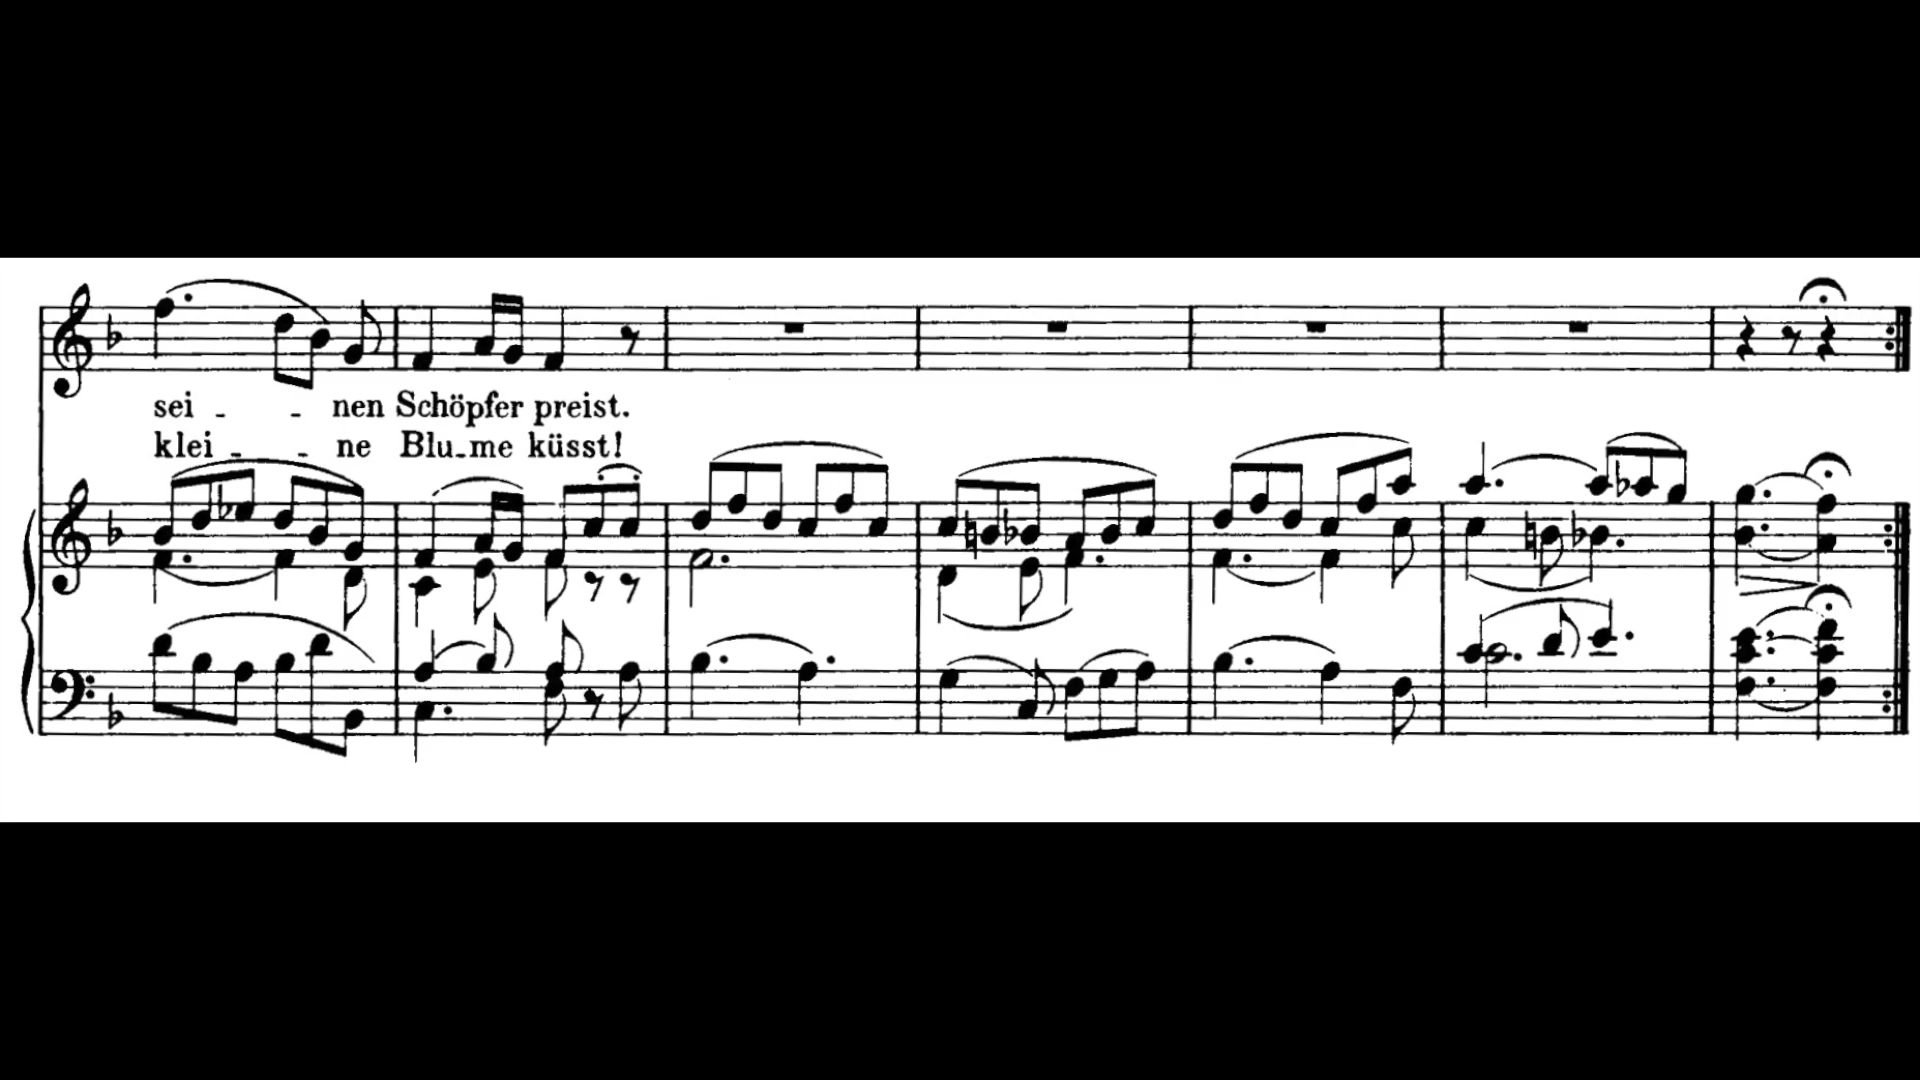 sei - - nen Schöpfer preist.
klei - - ne Blu-me küsst!